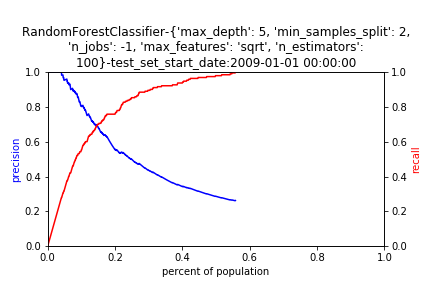 RandomForestClassifier-{'max_depth': 5, 'min_samples_split': 2,
'n_jobs': -1, 'max_features': 'sqrt', 'n_estimators':
100}-test_set_start_date:2009-01-01 00:00:00
1.0
0.8
0.6
0.4
0.2
0.0
precision
1.0
0.8
0.6
0.4
0.2
0.0
recall
0.0 0.2 0.4 0.6 0.8 1.0
percent of population